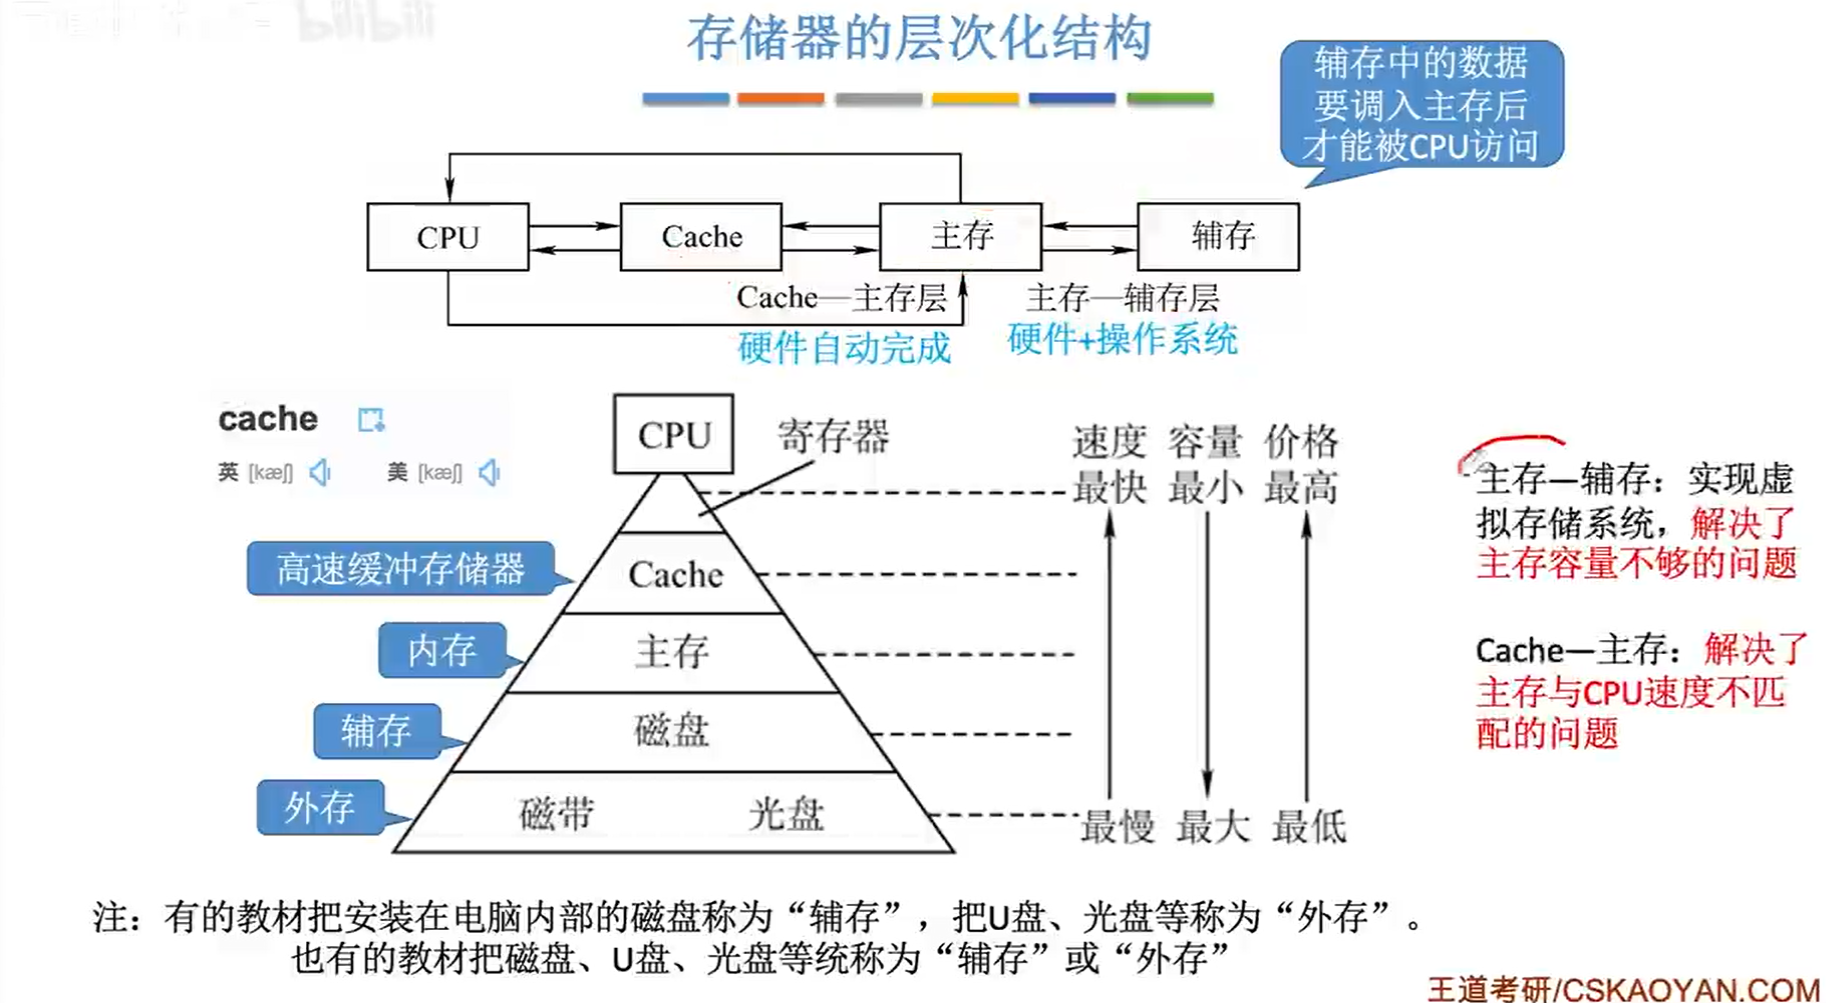 bilibili
存储器的层次化结构
辅存中的数据
要调入主存后
才能被CPU访问
CPU
Cache
主存
辅存
Cache—主存层
主存—辅存层
硬件自动完成
硬件+操作系统
cache
英 [kæʃ] 美 [kæʃ]
CPU
寄存器
速度 容量 价格
最快 最小 最高
高速缓冲存储器
Cache
内存
主存
辅存
磁盘
外存
磁带 光盘
最慢 最大 最低
主存—辅存：实现虚
拟存储系统，解决了
主存容量不够的问题
Cache—主存：解决了
主存与CPU速度不匹
配的问题
注：有的教材把安装在电脑内部的磁盘称为“辅存”，把U盘、光盘等称为“外存”。
也有的教材把磁盘、U盘、光盘等统称为“辅存”或“外存”
王道考研/CSKAOYAN.COM